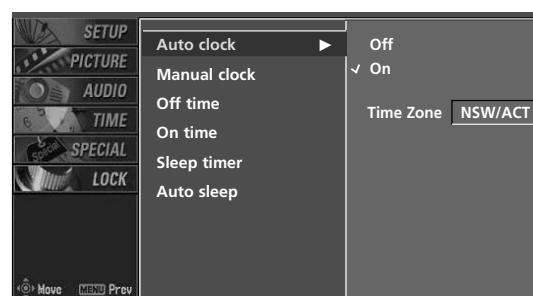 SETUP
PICTURE
AUDIO
TIME
SPECIAL
LOCK
Move MENU Prev
Auto clock
Manual clock
Off time
On time
Sleep timer
Auto sleep
Off
✓ On
Time Zone NSW/ACT